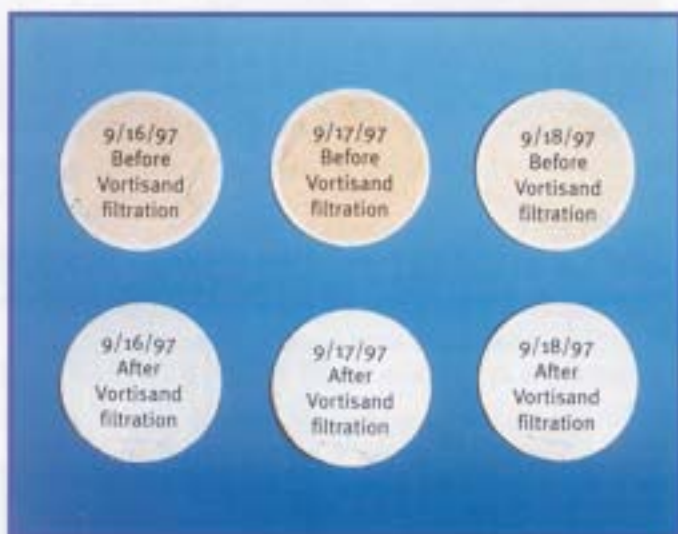 9/16/97
Before
Vortisand
filtration
9/17/97
Before
Vortisand
filtration
9/18/97
Before
Vortisand
filtration
9/16/97
After
Vortisand
filtration
9/17/97
After
Vortisand
filtration
9/18/97
After
Vortisand
filtration